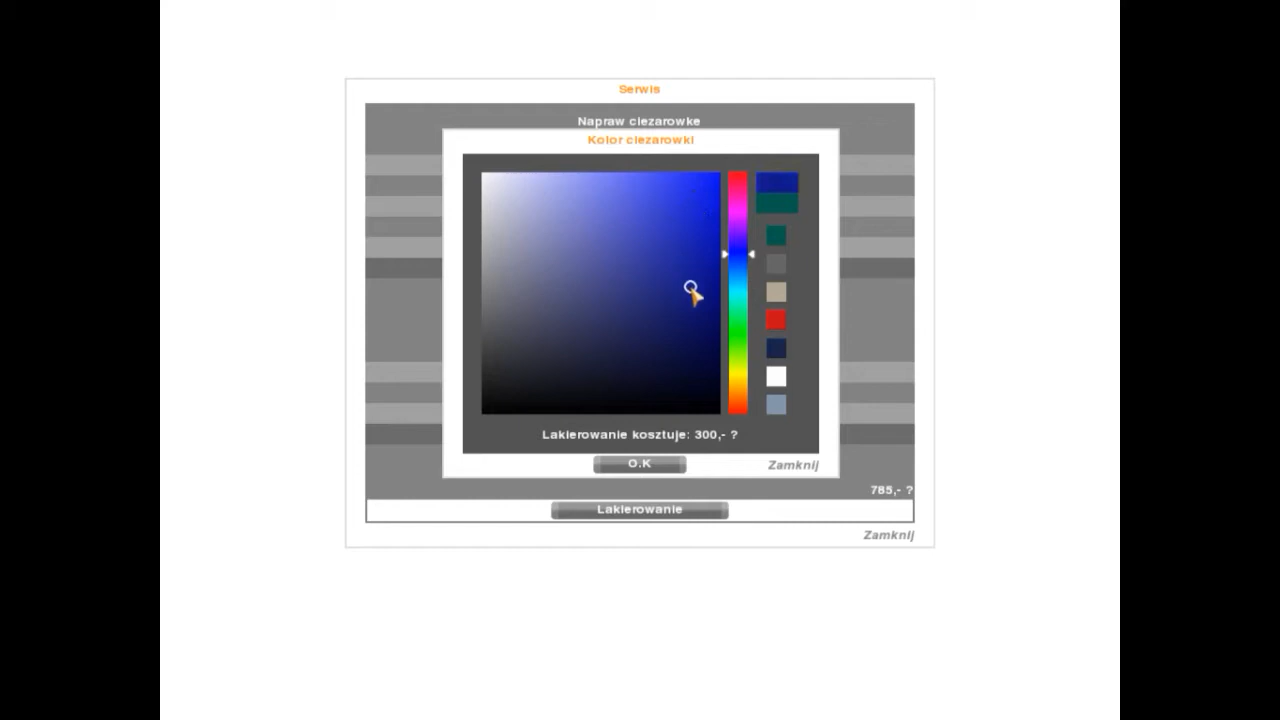 Serwis
Napraw ciezarowke
Kolor ciezarowki
Lakierowanie kosztuje: 300,- ?
O.K
Zamknij
785,- ?
Lakierowanie
Zamknij